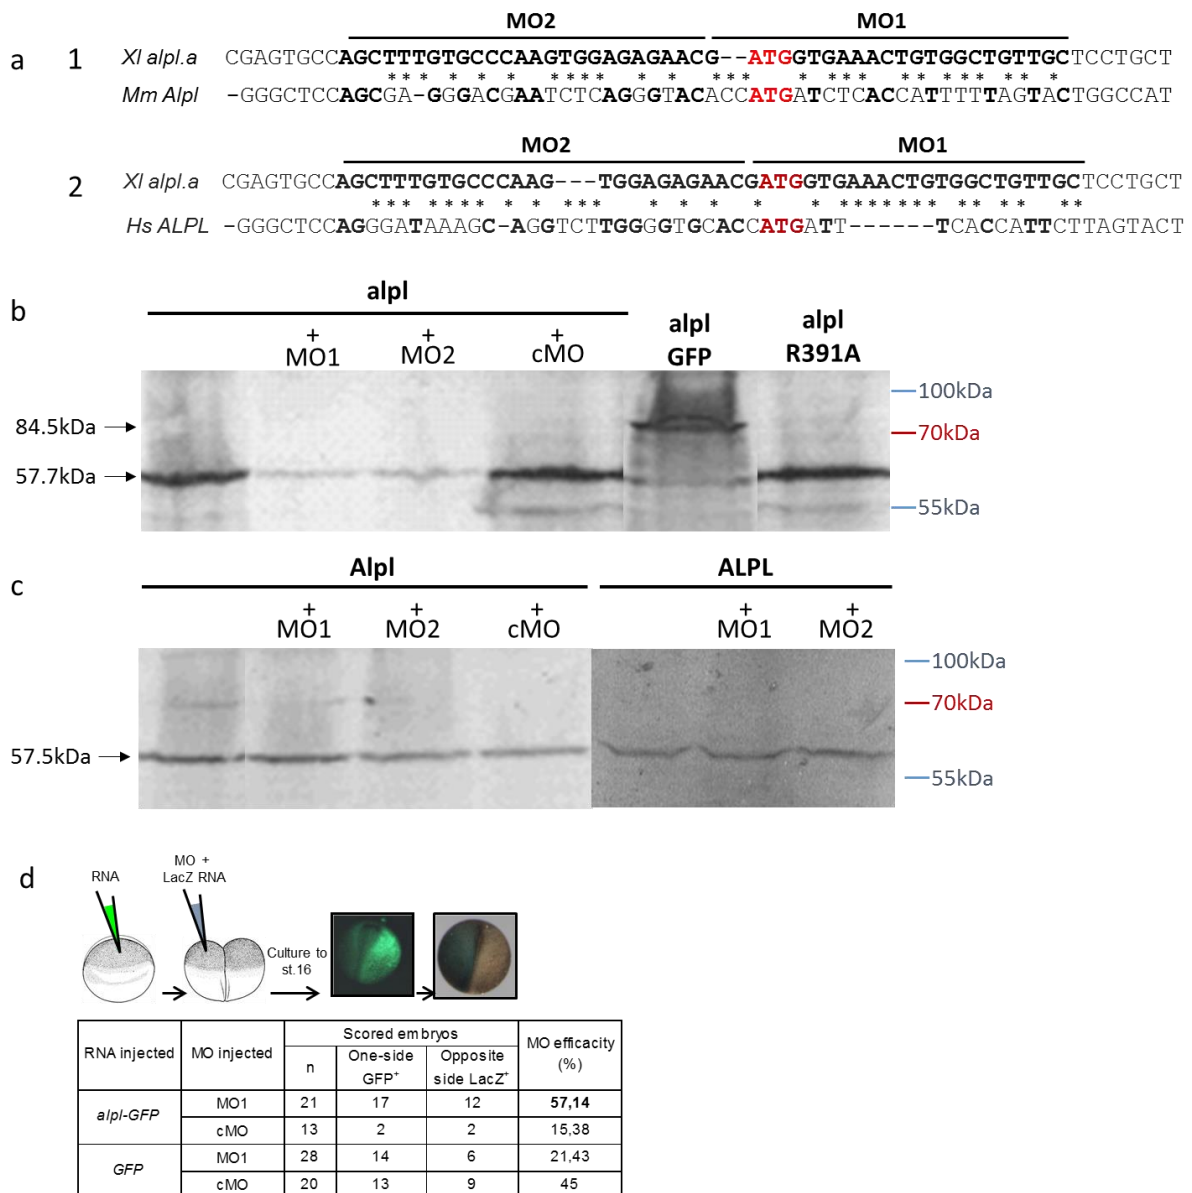 a
1
MO2 MO1
Xl alpl.a CGAGTGCCAGCTTTGTGCCCAAGTGGAGAGAACG--ATGGTGAAACTGTGGCTGTTGCTCCTGCT
*** * * * **** * * *** * *** ** *** ** *
Mm Alpl -GGGCTCCAGCGA-GGGACGAATCTCAGGGTACACCATGATCTCACCATTTTTAGTACTGGCCAT
2
MO2 MO1
Xl alpl.a CGAGTGCCAGCTTTGTGCCCAAG---TGGAGAGAACGATGGTGAAACTGTGGCTGTTGCTCCTGCT
*** **** * *** * * * * * ******* ** ** **
Hs ALPL -GGGCTCCAGGGATAAAGC-AGGTCTTGGGGTGCACCATGATT------TCACCATTCTTAGTACT
b
alpl
+ + +
MO1 MO2 cMO
alpl
GFP
alpl
R391A
84.5kDa
57.7kDa
100kDa
70kDa
55kDa
c
Alpl ALPL
+ + + + +
MO1 MO2 cMO MO1 MO2
57.5kDa
100kDa
70kDa
55kDa
d
RNA
MO +
LacZ RNA
Culture to
st.16
RNA injected MO injected Scored embryos MO efficacity
(%)
n One-side
GFP+ Opposite
side LacZ+
alpl-GFP MO1 21 17 12 57,14
cMO 13 2 2 15,38
GFP MO1 28 14 6 21,43
cMO 20 13 9 45